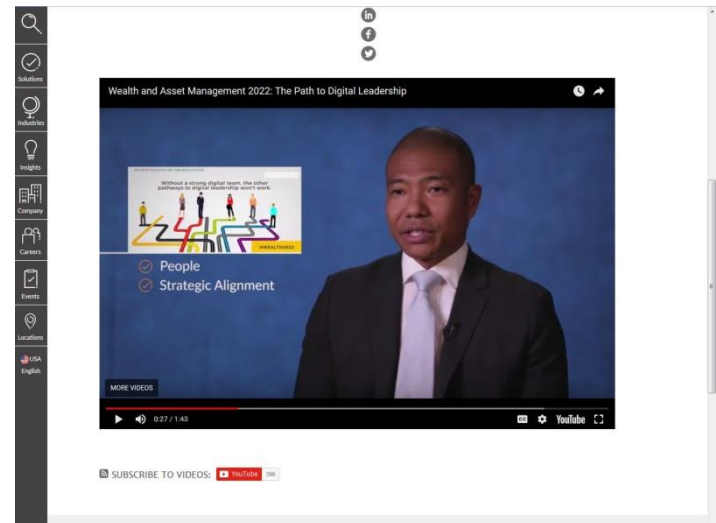 Solutions
Industries
Insights
Company
Careers
Events
Locations
USA
English
in
f
Wealth and Asset Management 2022: The Path to Digital Leadership
Without a strong digital team, the other
pathways to digital leadership won't work.
People
Strategic Alignment
MORE VIDEOS
0:27 / 1:43
CC
YouTube
SUBSCRIBE TO VIDEOS:
YouTube